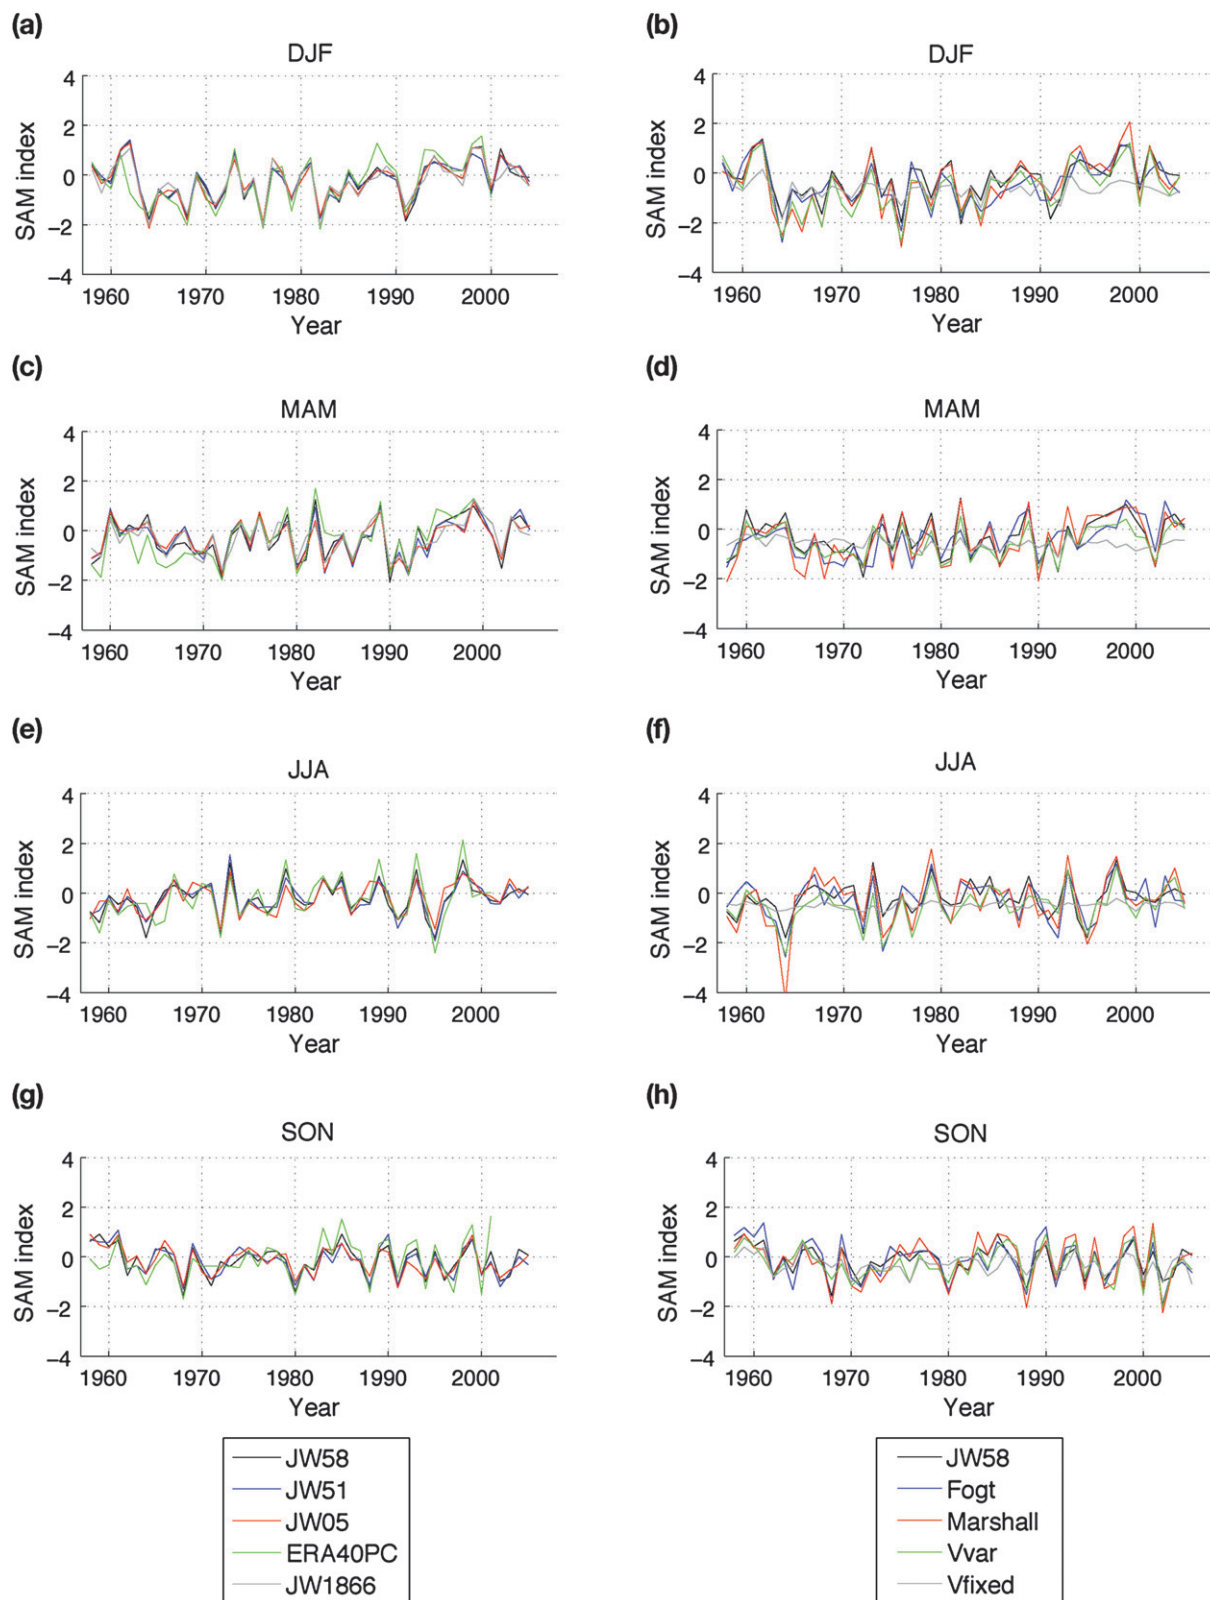 (a)
DJF
SAM index
4
2
0
−2
−4
1960 1970 1980 1990 2000
Year
(b)
DJF
SAM index
4
2
0
−2
−4
1960 1970 1980 1990 2000
Year
(c)
MAM
SAM index
4
2
0
−2
−4
1960 1970 1980 1990 2000
Year
(d)
MAM
SAM index
4
2
0
−2
−4
1960 1970 1980 1990 2000
Year
(e)
JJA
SAM index
4
2
0
−2
−4
1960 1970 1980 1990 2000
Year
(f)
JJA
SAM index
4
2
0
−2
−4
1960 1970 1980 1990 2000
Year
(g)
SON
SAM index
4
2
0
−2
−4
1960 1970 1980 1990 2000
Year
(h)
SON
SAM index
4
2
0
−2
−4
1960 1970 1980 1990 2000
Year
JW58
JW51
JW05
ERA40PC
JW1866
JW58
Fogt
Marshall
Vvar
Vfixed